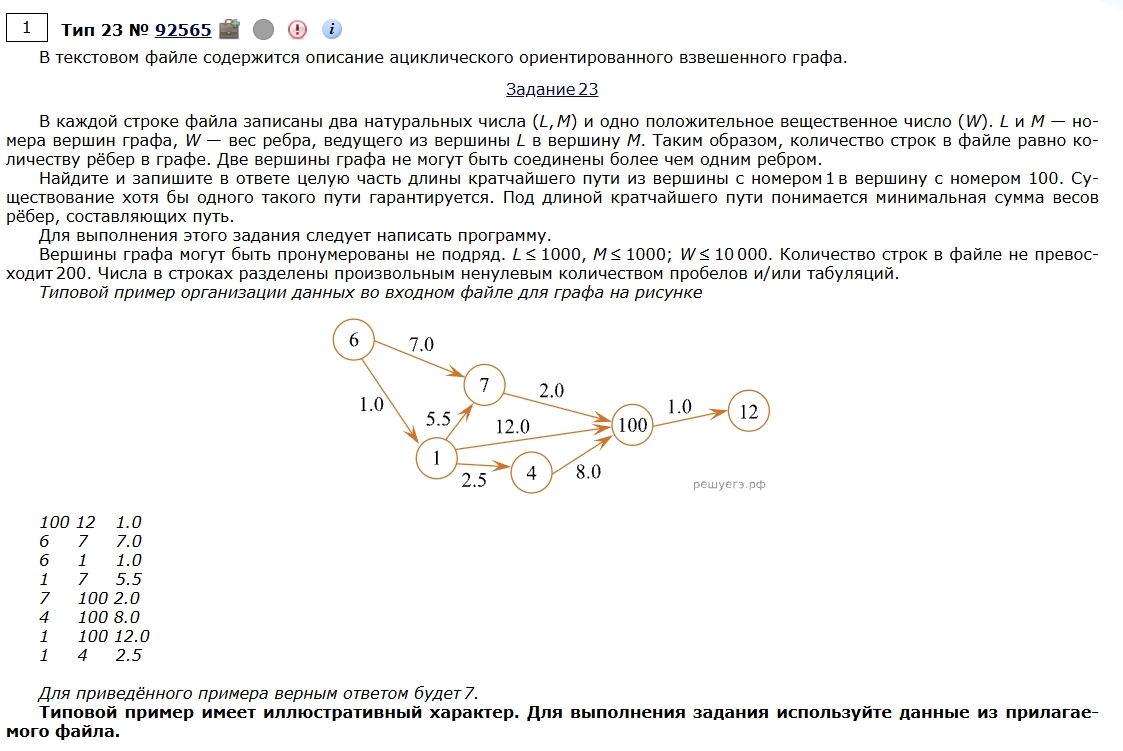 1 Тип 23 № 92565 i
В текстовом файле содержится описание ациклического ориентированного взвешенного графа.
Задание 23
В каждой строке файла записаны два натуральных числа (L, M) и одно положительное вещественное число (W). L и M — но-
мера вершин графа, W — вес ребра, ведущего из вершины L в вершину M. Таким образом, количество строк в файле равно ко-
личеству рёбер в графе. Две вершины графа не могут быть соединены более чем одним ребром.
Найдите и запишите в ответе целую часть длины кратчайшего пути из вершины с номером 1 в вершину с номером 100. Су-
ществование хотя бы одного такого пути гарантируется. Под длиной кратчайшего пути понимается минимальная сумма весов
рёбер, составляющих путь.
Для выполнения этого задания следует написать программу.
Вершины графа могут быть пронумерованы не подряд. L ≤ 1000, M ≤ 1000; W ≤ 10 000. Количество строк в файле не превос-
ходит 200. Числа в строках разделены произвольным ненулевым количеством пробелов и/или табуляций.
Типовой пример организации данных во входном файле для графа на рисунке
6
7.0
7
2.0
1.0
5.5
12.0
100
1.0
12
1
2.5
4
8.0
решуегэ.рф
100 12 1.0
6 7 7.0
6 1 1.0
1 7 5.5
7 100 2.0
4 100 8.0
1 100 12.0
1 4 2.5
Для приведённого примера верным ответом будет 7.
Типовой пример имеет иллюстративный характер. Для выполнения задания используйте данные из прилагае-
мого файла.